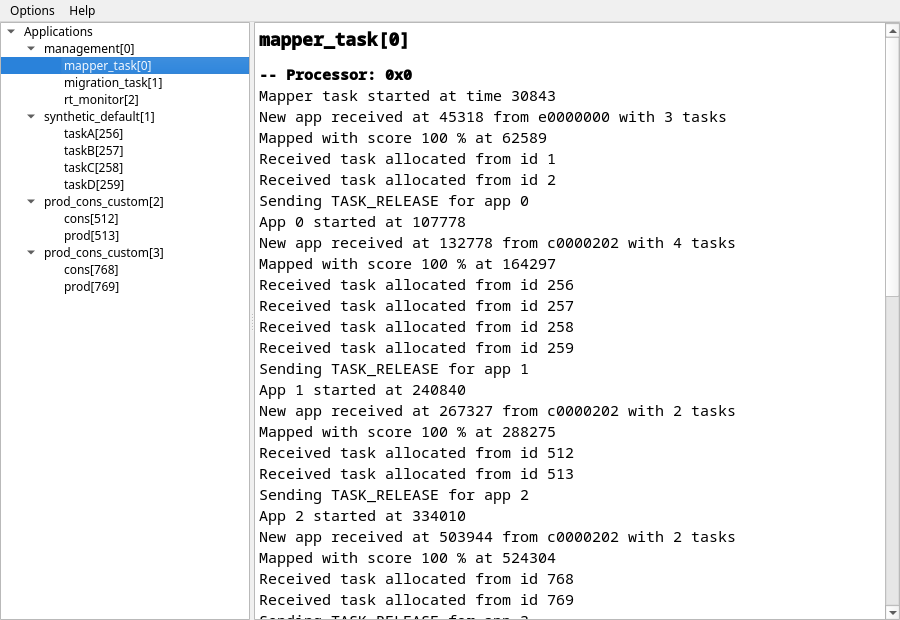 Options Help
Applications
management[0]
mapper_task[0]
migration_task[1]
rt_monitor[2]
synthetic_default[1]
taskA[256]
taskB[257]
taskC[258]
taskD[259]
prod_cons_custom[2]
cons[512]
prod[513]
prod_cons_custom[3]
cons[768]
prod[769]
mapper_task[0]
-- Processor: 0x0
Mapper task started at time 30843
New app received at 45318 from e0000000 with 3 tasks
Mapped with score 100 % at 62589
Received task allocated from id 1
Received task allocated from id 2
Sending TASK_RELEASE for app 0
App 0 started at 107778
New app received at 132778 from c0000202 with 4 tasks
Mapped with score 100 % at 164297
Received task allocated from id 256
Received task allocated from id 257
Received task allocated from id 258
Received task allocated from id 259
Sending TASK_RELEASE for app 1
App 1 started at 240840
New app received at 267327 from c0000202 with 2 tasks
Mapped with score 100 % at 288275
Received task allocated from id 512
Received task allocated from id 513
Sending TASK_RELEASE for app 2
App 2 started at 334010
New app received at 503944 from c0000202 with 2 tasks
Mapped with score 100 % at 524304
Received task allocated from id 768
Received task allocated from id 769
Sending TASK_RELEASE for app